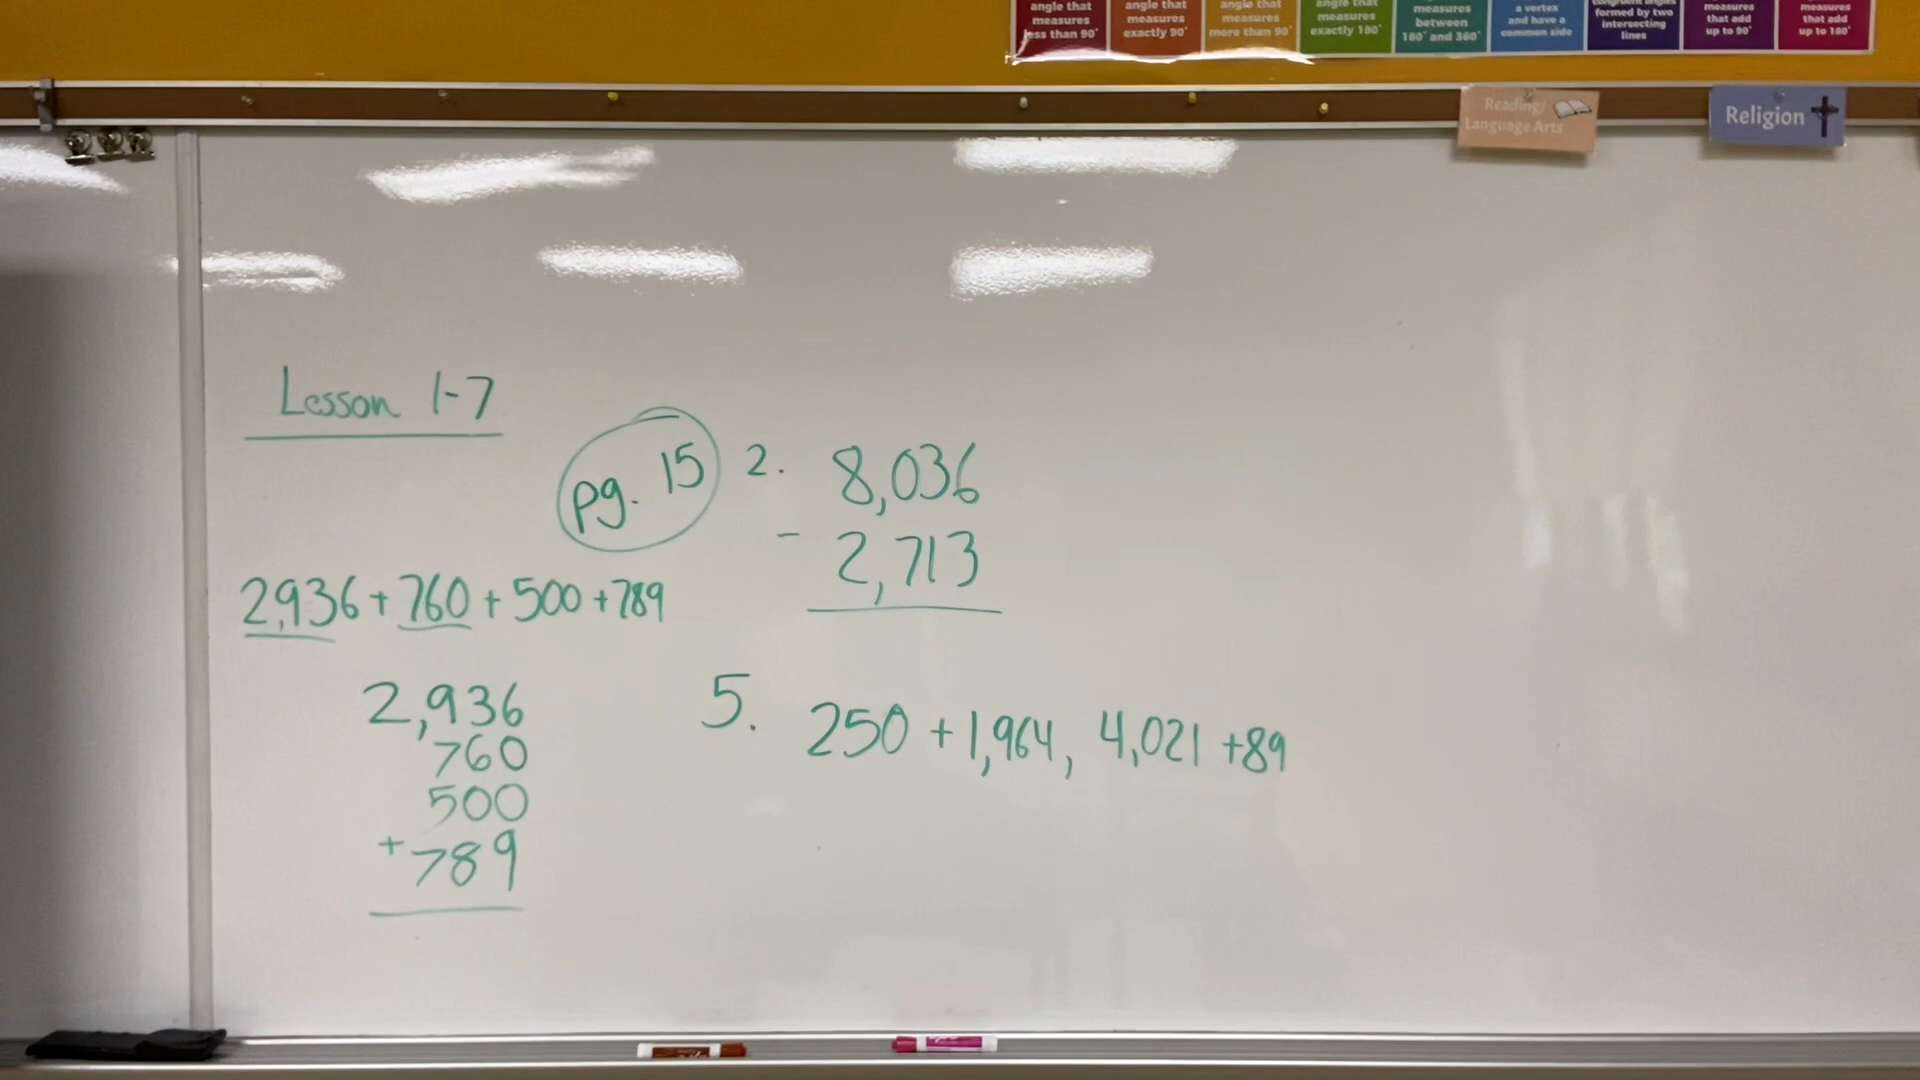 angle that
measures
less than 90°
angle that
measures
exactly 90°
angle that
measures
more than 90°
angle that
measures
exactly 180°
measures
between
180° and 360°
a vertex
and have a
common side
congruent angles
formed by two
intersecting
lines
measures
that add
up to 90°
measures
that add
up to 180°
Reading/
Language Arts
Religion
Lesson 1-7
pg. 15
2,936 + 760 + 500 + 789
2,936
760
500
+ 789
2. 8,036
- 2,713
5. 250 + 1,964, 4,021 + 89